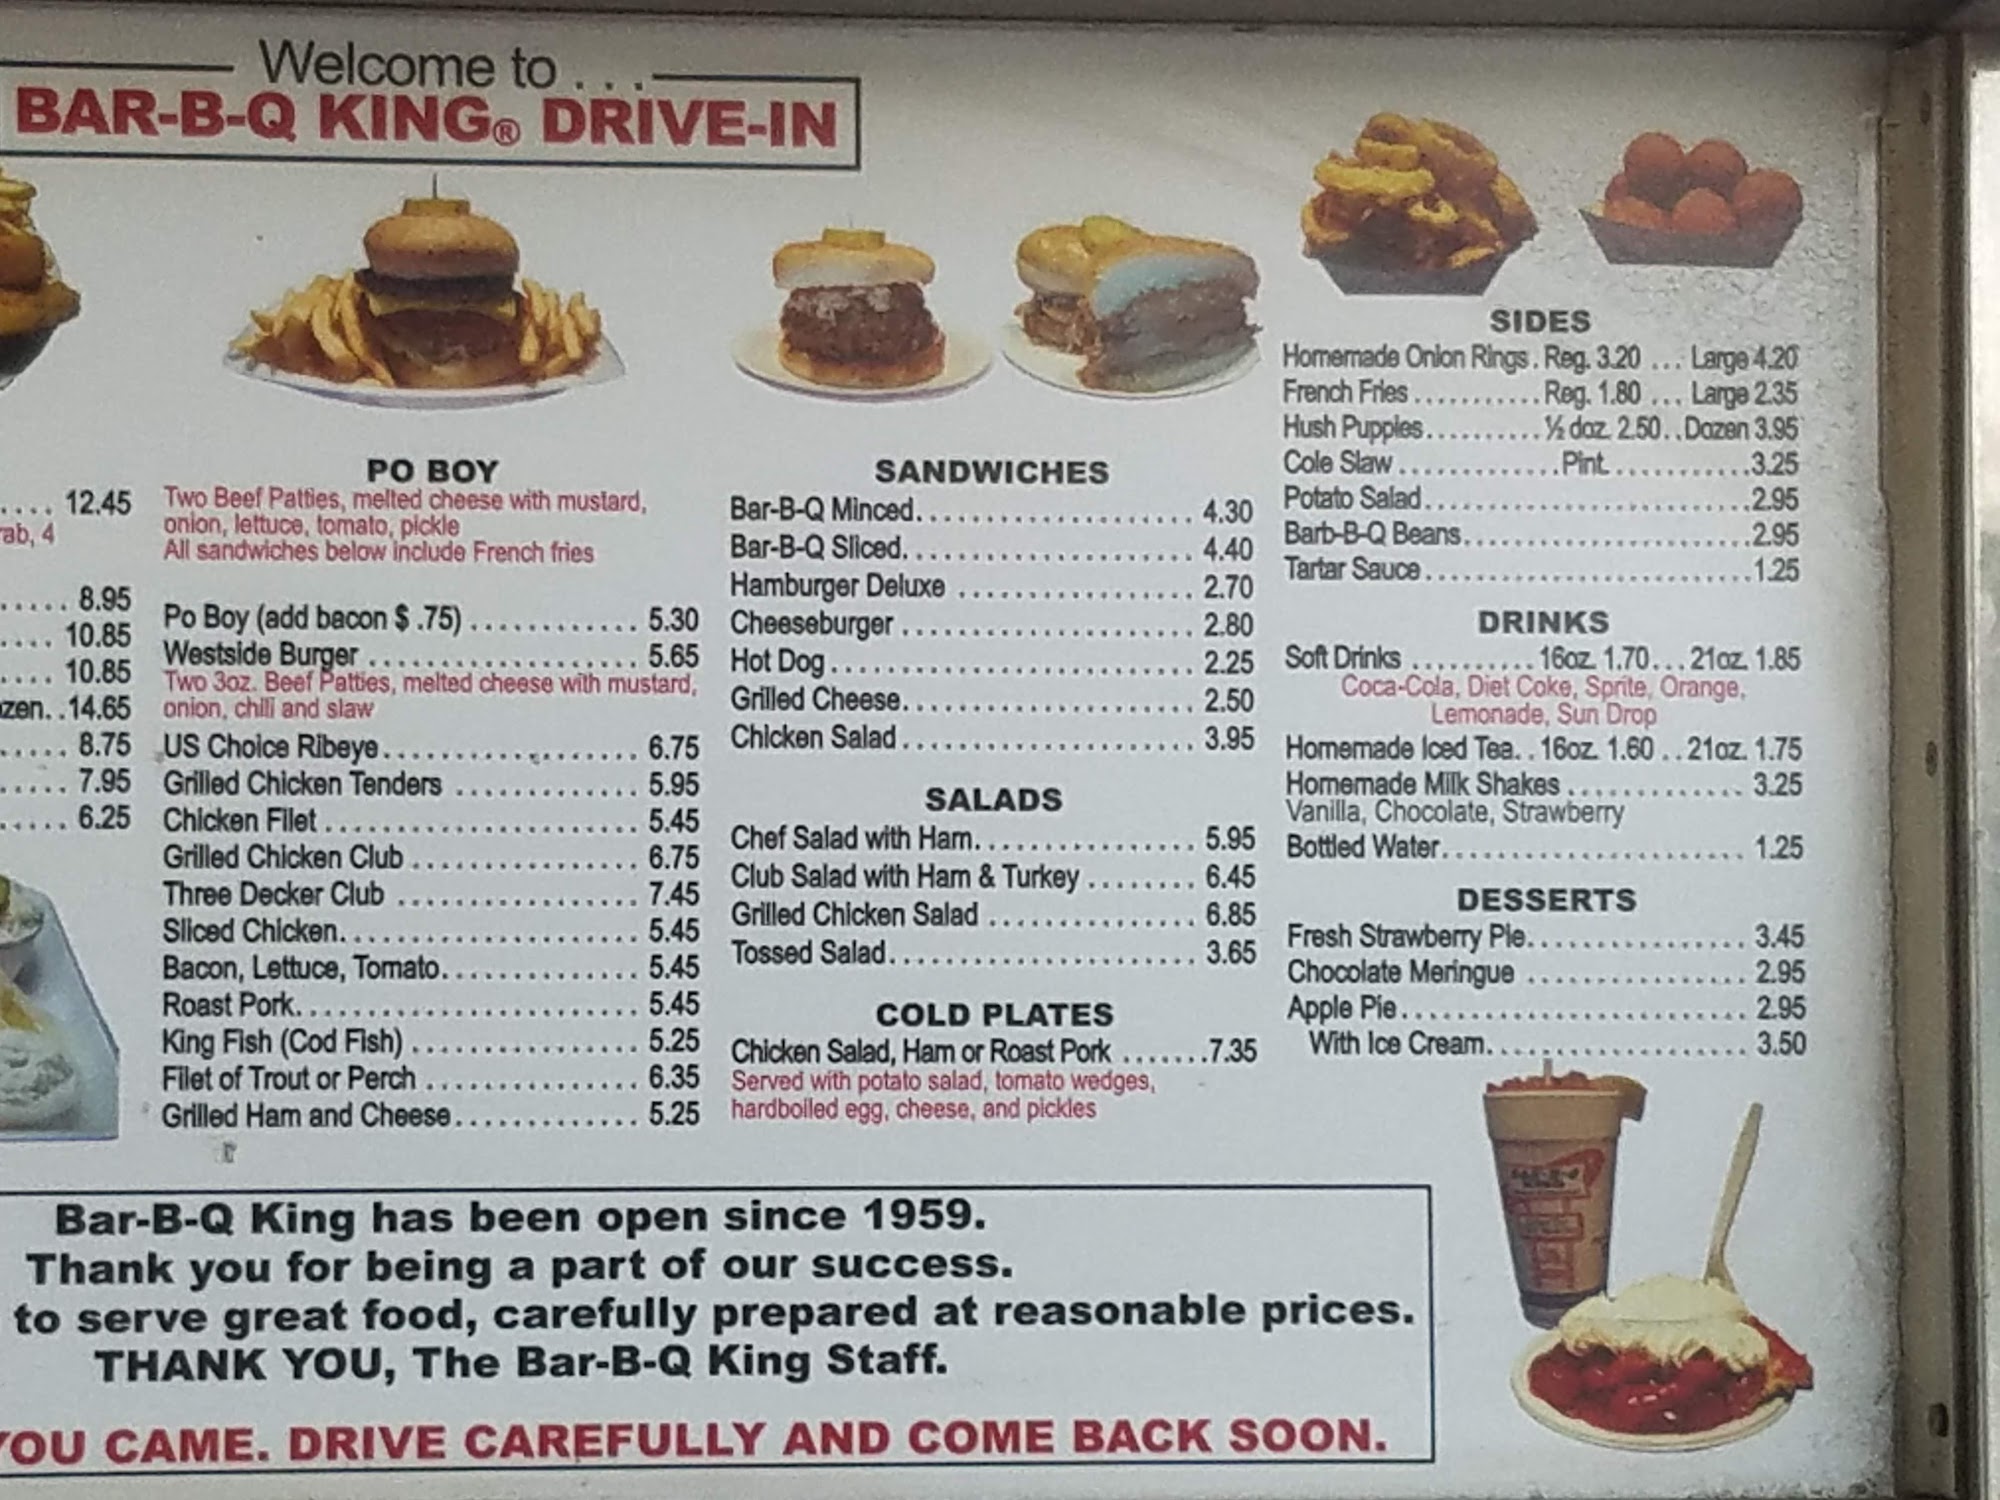 Welcome to . . .
BAR-B-Q KING® DRIVE-IN
.... 12.45
rab, 4
..... 8.95
.... 10.85
.... 10.85
zen. . 14.65
..... 8.75
..... 7.95
..... 6.25
PO BOY
Two Beef Patties, melted cheese with mustard,
onion, lettuce, tomato, pickle
All sandwiches below include French fries
Po Boy (add bacon $ .75) ............ 5.30
Westside Burger .................. 5.65
Two 3oz. Beef Patties, melted cheese with mustard,
onion, chili and slaw
US Choice Ribeye................. 6.75
Grilled Chicken Tenders ............ 5.95
Chicken Filet ..................... 5.45
Grilled Chicken Club ............... 6.75
Three Decker Club ................ 7.45
Sliced Chicken.................... 5.45
Bacon, Lettuce, Tomato............. 5.45
Roast Pork....................... 5.45
King Fish (Cod Fish) ............... 5.25
Filet of Trout or Perch .............. 6.35
Grilled Ham and Cheese............. 5.25
SANDWICHES
Bar-B-Q Minced................... 4.30
Bar-B-Q Sliced.................... 4.40
Hamburger Deluxe ................ 2.70
Cheeseburger .................... 2.80
Hot Dog ......................... 2.25
Grilled Cheese.................... 2.50
Chicken Salad .................... 3.95
SALADS
Chef Salad with Ham............... 5.95
Club Salad with Ham & Turkey ........ 6.45
Grilled Chicken Salad .............. 6.85
Tossed Salad..................... 3.65
COLD PLATES
Chicken Salad, Ham or Roast Pork .......7.35
Served with potato salad, tomato wedges,
hardboiled egg, cheese, and pickles
SIDES
Homemade Onion Rings . Reg. 3.20 ... Large 4.20
French Fries ........... Reg. 1.80 ... Large 2.35
Hush Puppies.......... ½ doz. 2.50 . . Dozen 3.95
Cole Slaw ............. Pint ............3.25
Potato Salad ...........................2.95
Barb-B-Q Beans........................2.95
Tartar Sauce ...........................1.25
DRINKS
Soft Drinks .......... 16oz. 1.70... 21oz. 1.85
Coca-Cola, Diet Coke, Sprite, Orange,
Lemonade, Sun Drop
Homemade Iced Tea. . 16oz. 1.60 . . 21oz. 1.75
Homemade Milk Shakes .............. 3.25
Vanilla, Chocolate, Strawberry
Bottled Water........................ 1.25
DESSERTS
Fresh Strawberry Pie................. 3.45
Chocolate Meringue ................. 2.95
Apple Pie........................... 2.95
With Ice Cream..................... 3.50
Bar-B-Q King has been open since 1959.
Thank you for being a part of our success.
to serve great food, carefully prepared at reasonable prices.
THANK YOU, The Bar-B-Q King Staff.
YOU CAME. DRIVE CAREFULLY AND COME BACK SOON.